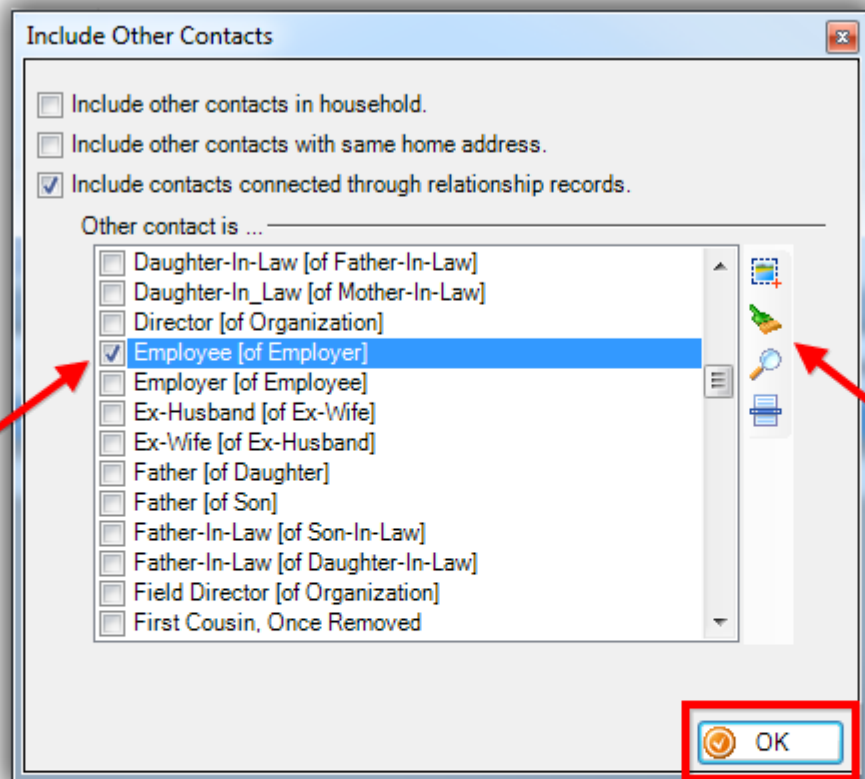 Include Other Contacts
Include other contacts in household.
Include other contacts with same home address.
Include contacts connected through relationship records.
Other contact is ...
Daughter-In-Law [of Father-In-Law]
Daughter-In_Law [of Mother-In-Law]
Director [of Organization]
Employee [of Employer]
Employer [of Employee]
Ex-Husband [of Ex-Wife]
Ex-Wife [of Ex-Husband]
Father [of Daughter]
Father [of Son]
Father-In-Law [of Son-In-Law]
Father-In-Law [of Daughter-In-Law]
Field Director [of Organization]
First Cousin, Once Removed
OK